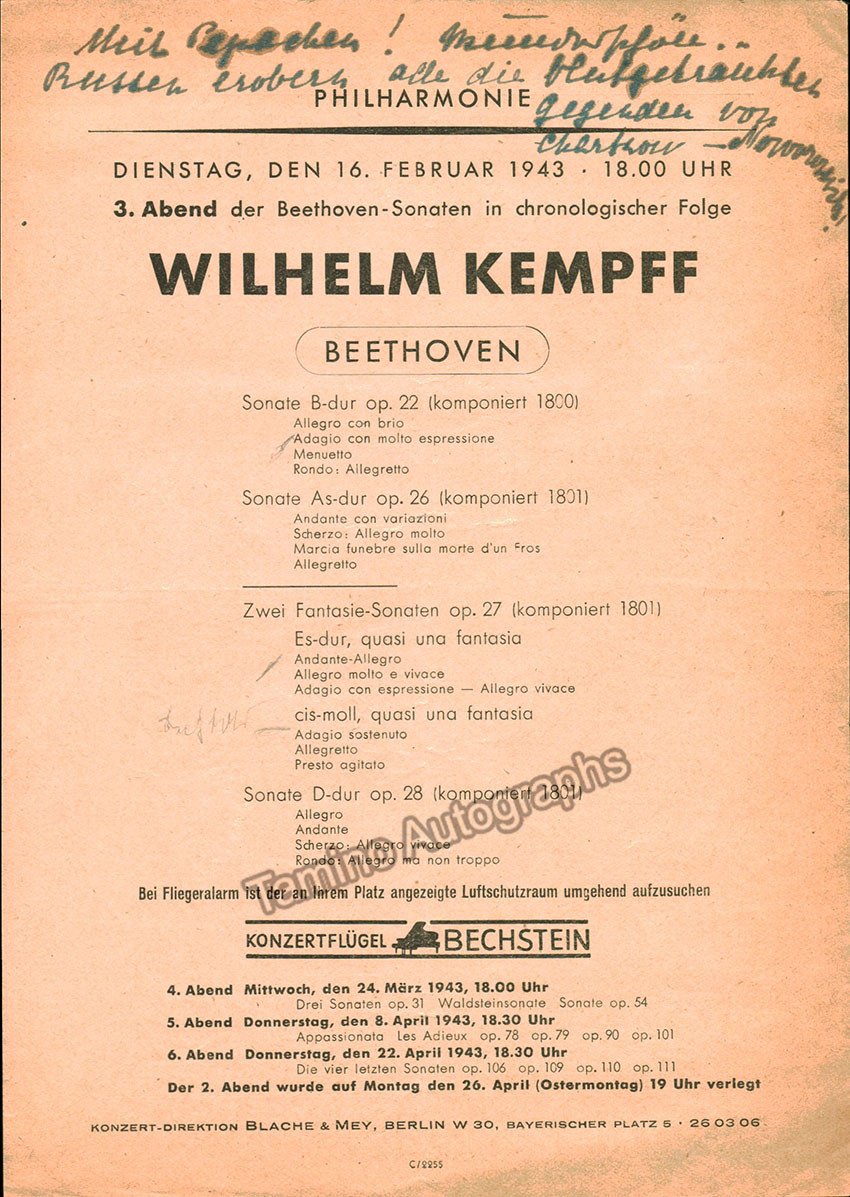 Mit Papachen! Wunderschön..
Russen erobern alle die blutgetränkten
Gegenden von
Charkow – Noworossisk!
PHILHARMONIE
DIENSTAG, DEN 16. FEBRUAR 1943 · 18.00 UHR
3. Abend der Beethoven-Sonaten in chronologischer Folge
WILHELM KEMPFF
BEETHOVEN
Sonate B-dur op. 22 (komponiert 1800)
Allegro con brio
Adagio con molto espressione
Menuetto
Rondo: Allegretto
Sonate As-dur op. 26 (komponiert 1801)
Andante con variazioni
Scherzo: Allegro molto
Marcia funebre sulla morte d'un Eros
Allegretto
Zwei Fantasie-Sonaten op. 27 (komponiert 1801)
Es-dur, quasi una fantasia
Andante-Allegro
Allegro molto e vivace
Adagio con espressione — Allegro vivace
cis-moll, quasi una fantasia
Adagio sostenuto
Allegretto
Presto agitato
Sonate D-dur op. 28 (komponiert 1801)
Allegro
Andante
Scherzo: Allegro vivace
Rondo: Allegro ma non troppo
Tamino Autographs
Bei Fliegeralarm ist der an Ihrem Platz angezeigte Luftschutzraum umgehend aufzusuchen
KONZERTFLÜGEL BECHSTEIN
4. Abend Mittwoch, den 24. März 1943, 18.00 Uhr
Drei Sonaten op. 31 Waldsteinsonate Sonate op. 54
5. Abend Donnerstag, den 8. April 1943, 18.30 Uhr
Appassionata Les Adieux op. 78 op. 79 op. 90 op. 101
6. Abend Donnerstag, den 22. April 1943, 18.30 Uhr
Die vier letzten Sonaten op. 106 op. 109 op. 110 op. 111
Der 2. Abend wurde auf Montag den 26. April (Ostermontag) 19 Uhr verlegt
KONZERT-DIREKTION BLACHE & MEY, BERLIN W 30, BAYERISCHER PLATZ 5 · 26 03 06
C/2255